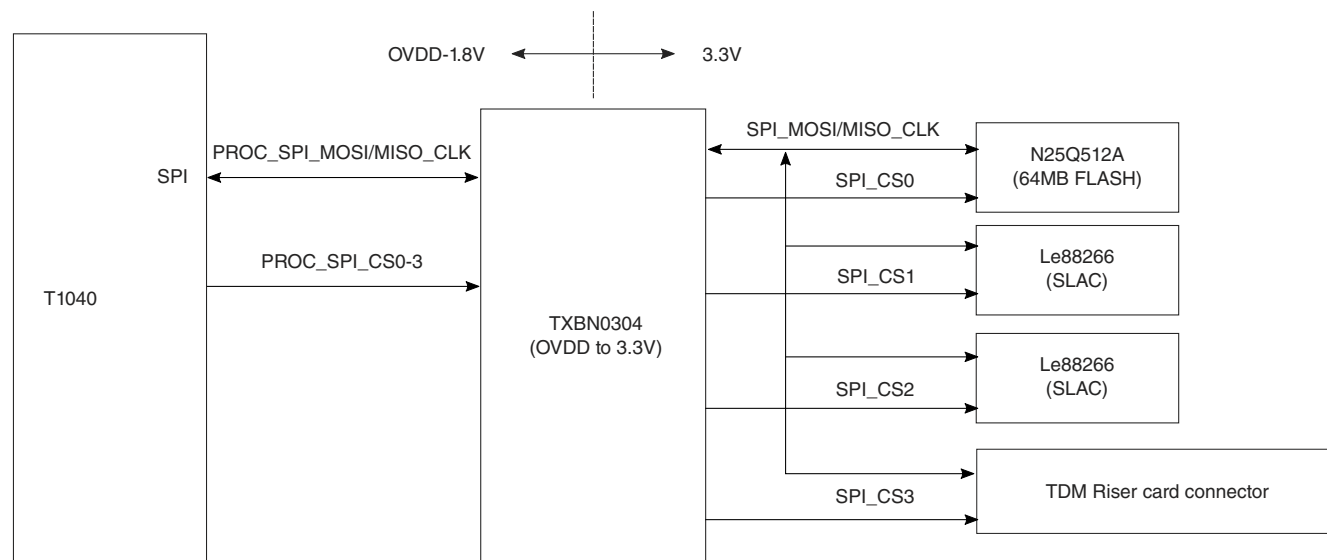 OVDD-1.8V
3.3V
SPI_MOSI/MISO_CLK
PROC_SPI_MOSI/MISO_CLK
N25Q512A
(64MB FLASH)
SPI
SPI_CS0
Le88266
(SLAC)
PROC_SPI_CS0-3
SPI_CS1
T1040
TXBN0304
(OVDD to 3.3V)
Le88266
(SLAC)
SPI_CS2
TDM Riser card connector
SPI_CS3